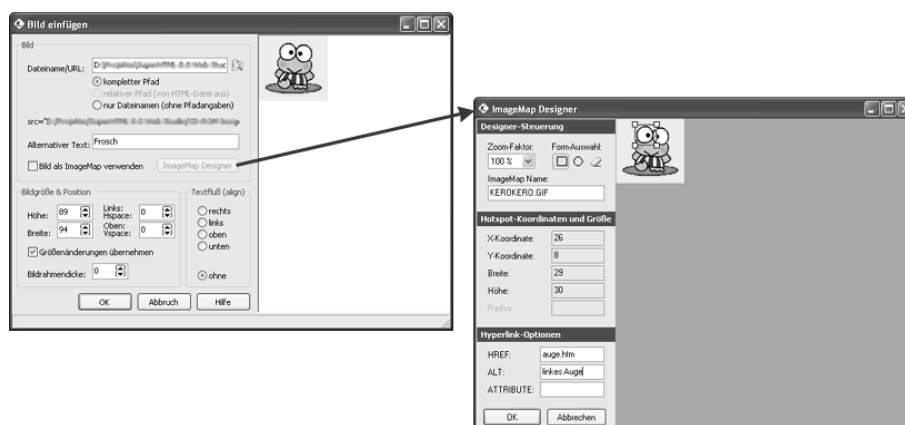 Bild einfügen
Bild
Dateiname/URL:
kompletter Pfad
relativer Pfad (von HTML-Datei aus)
nur Dateinamen (ohne Pfadangaben)
src="D:
Alternativer Text: Frosch
Bild als ImageMap verwenden ImageMap Designer
Bildgröße & Position
Höhe: 89 Links: Hspace: 0
Breite: 94 Oben: Vspace: 0
Größenänderungen übernehmen
Bildrahmendicke: 0
Textfluß (align)
rechts
links
oben
unten
ohne
OK Abbruch Hilfe
ImageMap Designer
Designer-Steuerung
Zoom-Faktor: Form-Auswahl:
100 %
ImageMap Name:
KEROKERO.GIF
Hotspot-Koordinaten und Größe
X-Koordinate: 26
Y-Koordinate: 8
Breite: 29
Höhe: 30
Radius:
Hyperlink-Optionen
HREF: auge.htm
ALT: linkes Auge
ATTRIBUTE:
OK Abbrechen